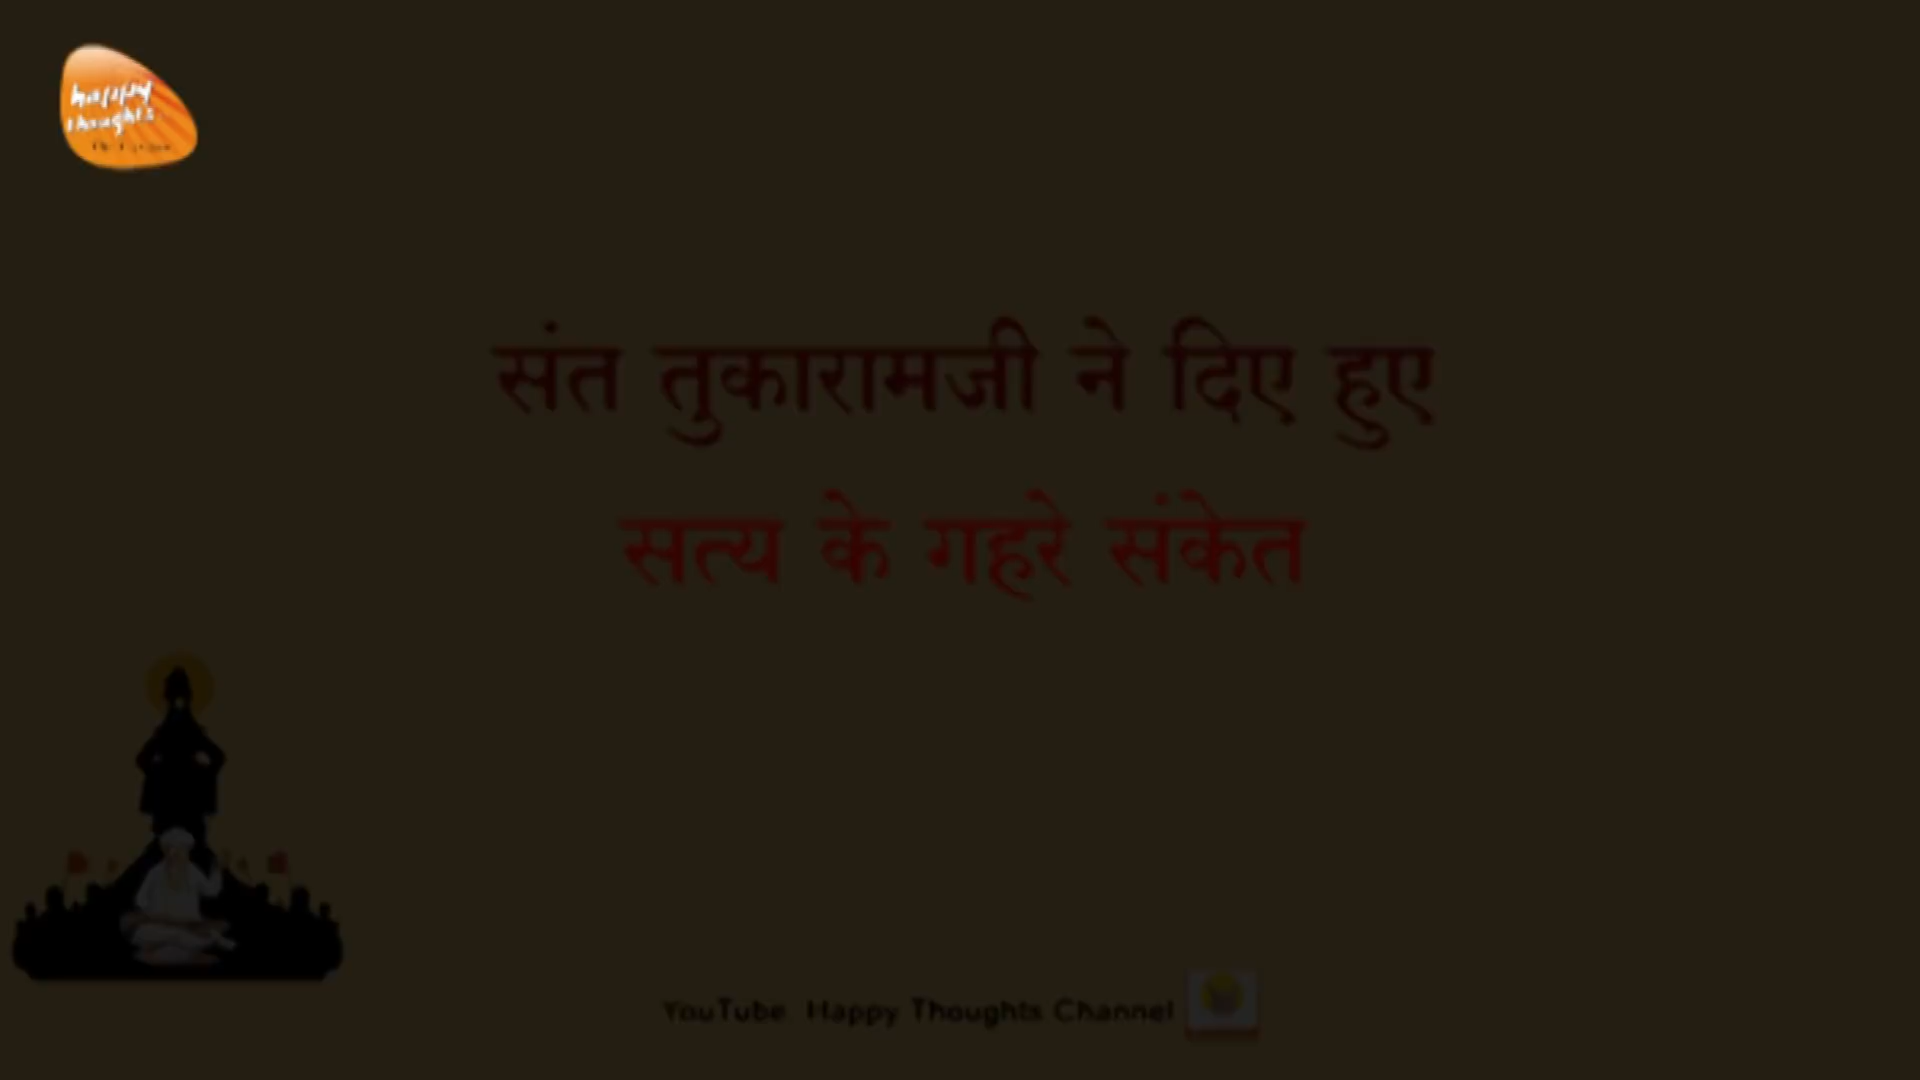 happy
thoughts
संत तुकारामजी ने दिए हुए
सत्य के गहरे संकेत
YouTube Happy Thoughts Channel